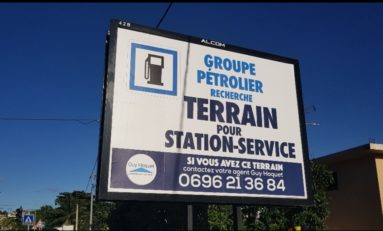 428
ALCOM
GROUPE
PÉTROLIER
RECHERCHE
TERRAIN
POUR
STATION-SERVICE
Guy Hoquet
SI VOUS AVEZ CE TERRAIN
contactez votre agent Guy Hoquet
0696 21 36 84